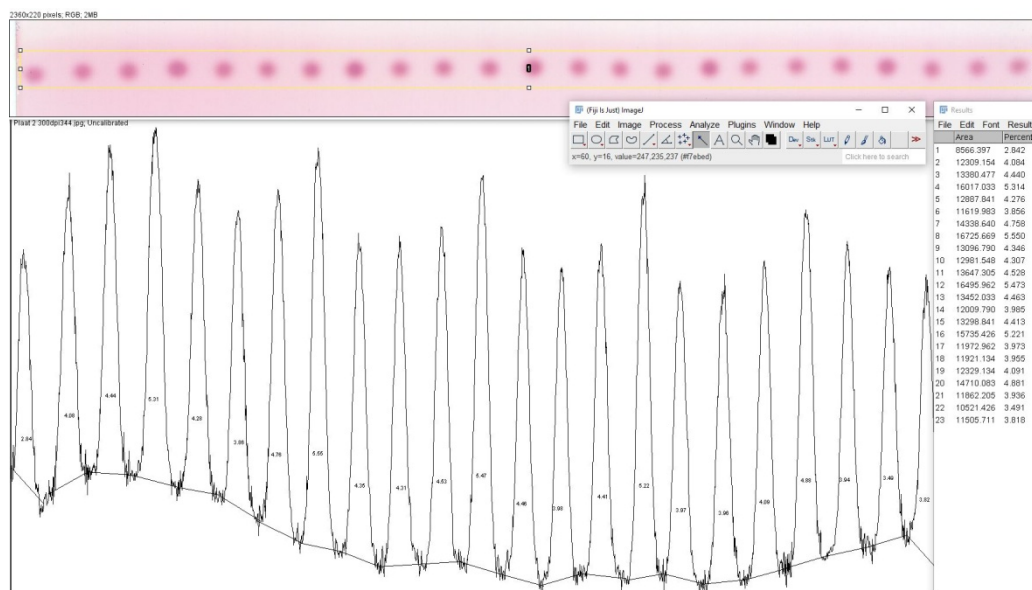 2360x220 pixels; RGB; 2MB
1
Plaat 2 300dpi344.jpg; Uncalibrated
(Fiji Is Just) ImageJ
File Edit Image Process Analyze Plugins Window Help
Dev Stk LUT
x=60, y=16, value=247,235,237 (#f7ebed)
Click here to search
Results
File Edit Font Result
Area Percent
1 8566.397 2.842
2 12309.154 4.084
3 13380.477 4.440
4 16017.033 5.314
5 12887.841 4.276
6 11619.983 3.856
7 14338.640 4.758
8 16725.669 5.550
9 13096.790 4.346
10 12981.548 4.307
11 13647.305 4.528
12 16495.962 5.473
13 13452.033 4.463
14 12009.790 3.985
15 13298.841 4.413
16 15735.426 5.221
17 11972.962 3.973
18 11921.134 3.955
19 12329.134 4.091
20 14710.083 4.881
21 11862.205 3.936
22 10521.426 3.491
23 11505.711 3.818
2.84
4.08
4.44
5.31
4.28
3.86
4.76
5.55
4.35
4.31
4.53
5.47
4.46
3.98
4.41
5.22
3.97
3.96
4.09
4.88
3.94
3.49
3.82